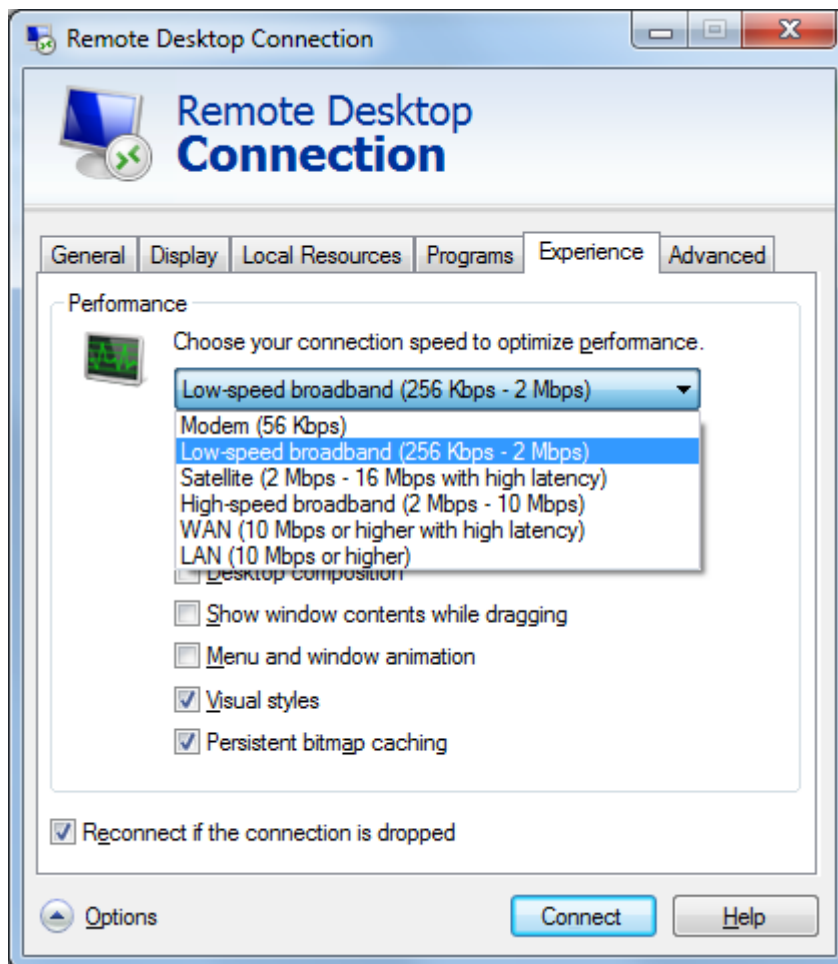 Remote Desktop Connection
Remote Desktop
Connection
General Display Local Resources Programs Experience Advanced
Performance
Choose your connection speed to optimize performance.
Low-speed broadband (256 Kbps - 2 Mbps)
Modem (56 Kbps)
Low-speed broadband (256 Kbps - 2 Mbps)
Satellite (2 Mbps - 16 Mbps with high latency)
High-speed broadband (2 Mbps - 10 Mbps)
WAN (10 Mbps or higher with high latency)
LAN (10 Mbps or higher)
Desktop composition
Show window contents while dragging
Menu and window animation
Visual styles
Persistent bitmap caching
Reconnect if the connection is dropped
Options Connect Help